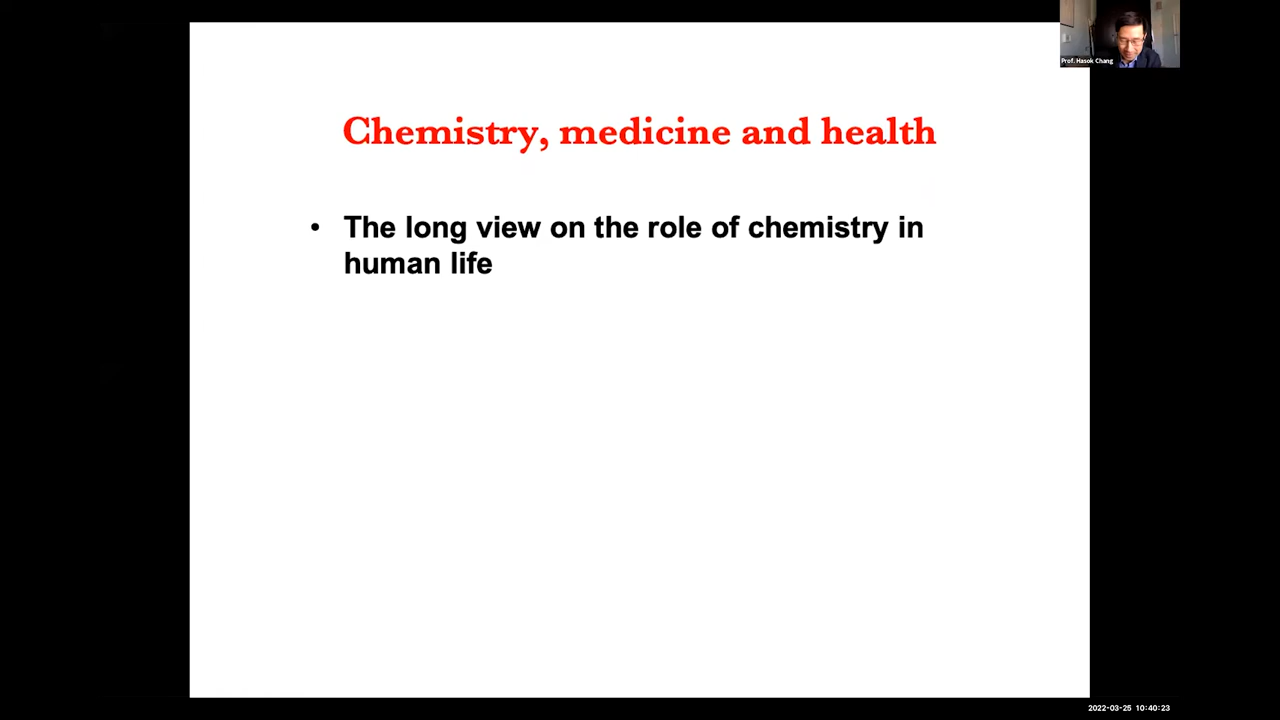 Prof. Hasok Chang
Chemistry, medicine and health
• The long view on the role of chemistry in
human life
2022-03-25 10:40:23